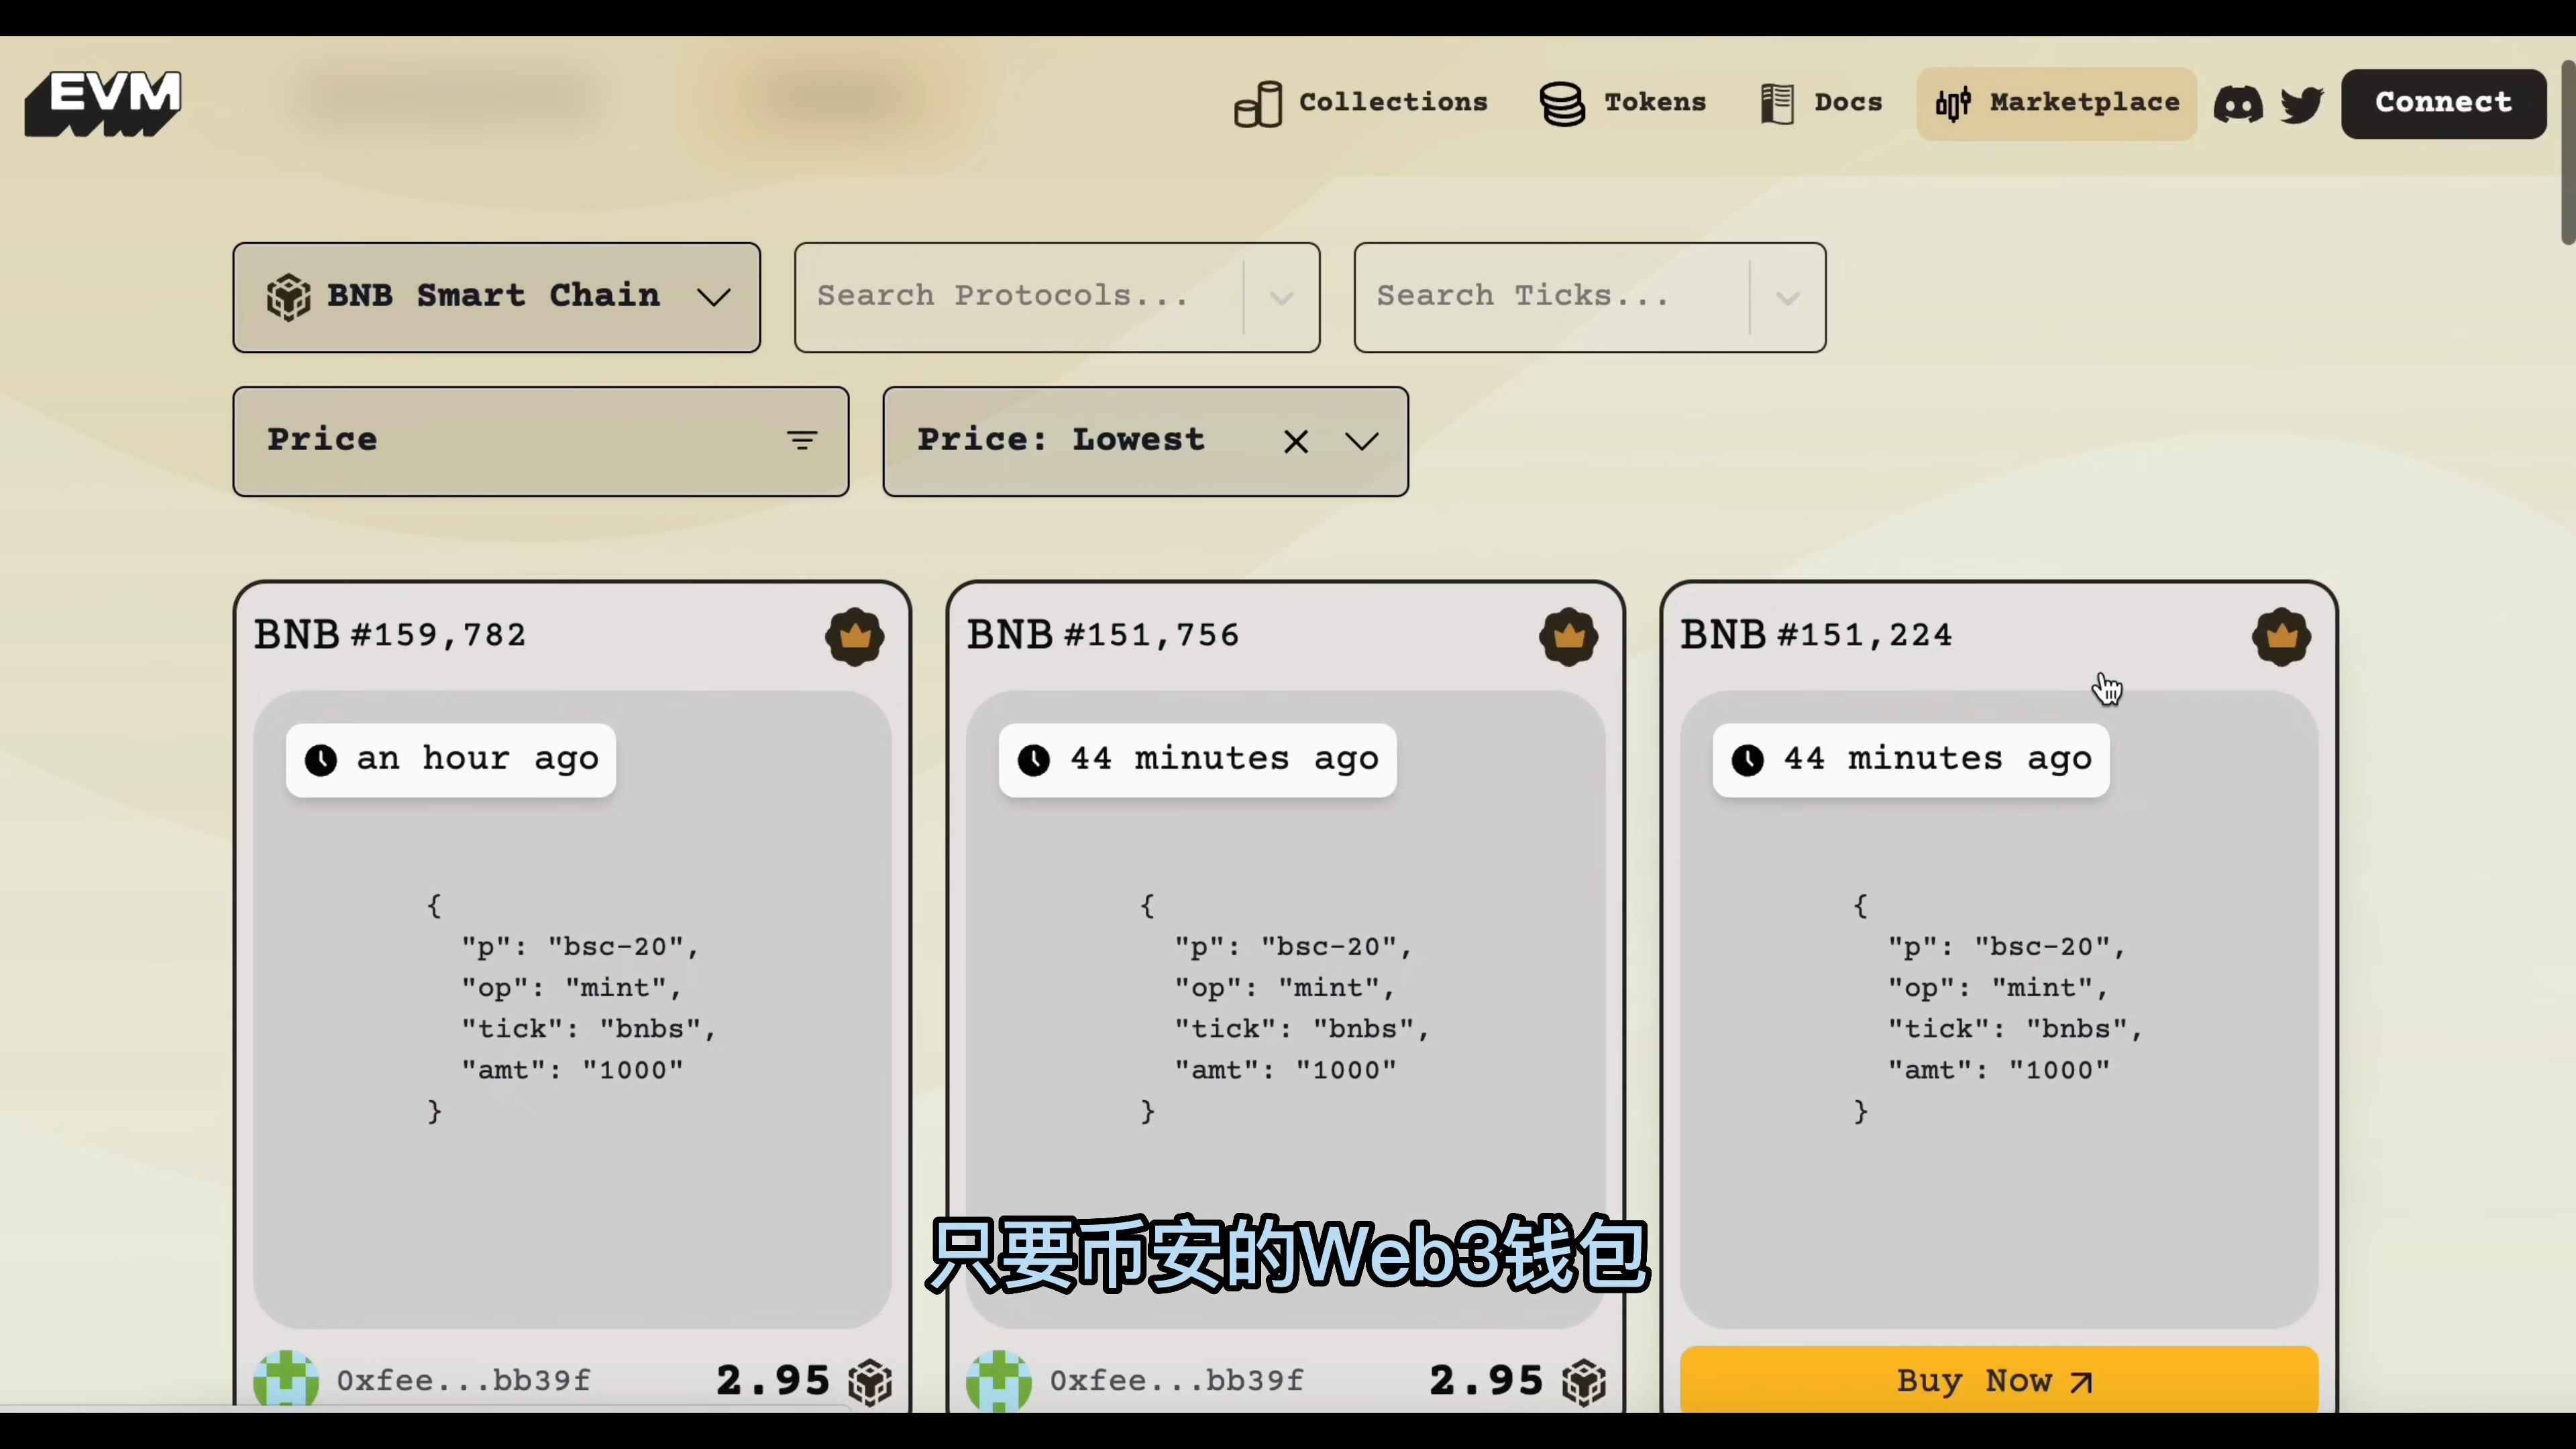 EVM
Collections
Tokens
Docs
Marketplace
Connect
BNB Smart Chain
Search Protocols...
Search Ticks...
Price
Price: Lowest
BNB #159,782
an hour ago
{
"p": "bsc-20",
"op": "mint",
"tick": "bnbs",
"amt": "1000"
}
0xfee...bb39f
2.95
BNB #151,756
44 minutes ago
{
"p": "bsc-20",
"op": "mint",
"tick": "bnbs",
"amt": "1000"
}
0xfee...bb39f
2.95
BNB #151,224
44 minutes ago
{
"p": "bsc-20",
"op": "mint",
"tick": "bnbs",
"amt": "1000"
}
Buy Now
只要币安的Web3钱包